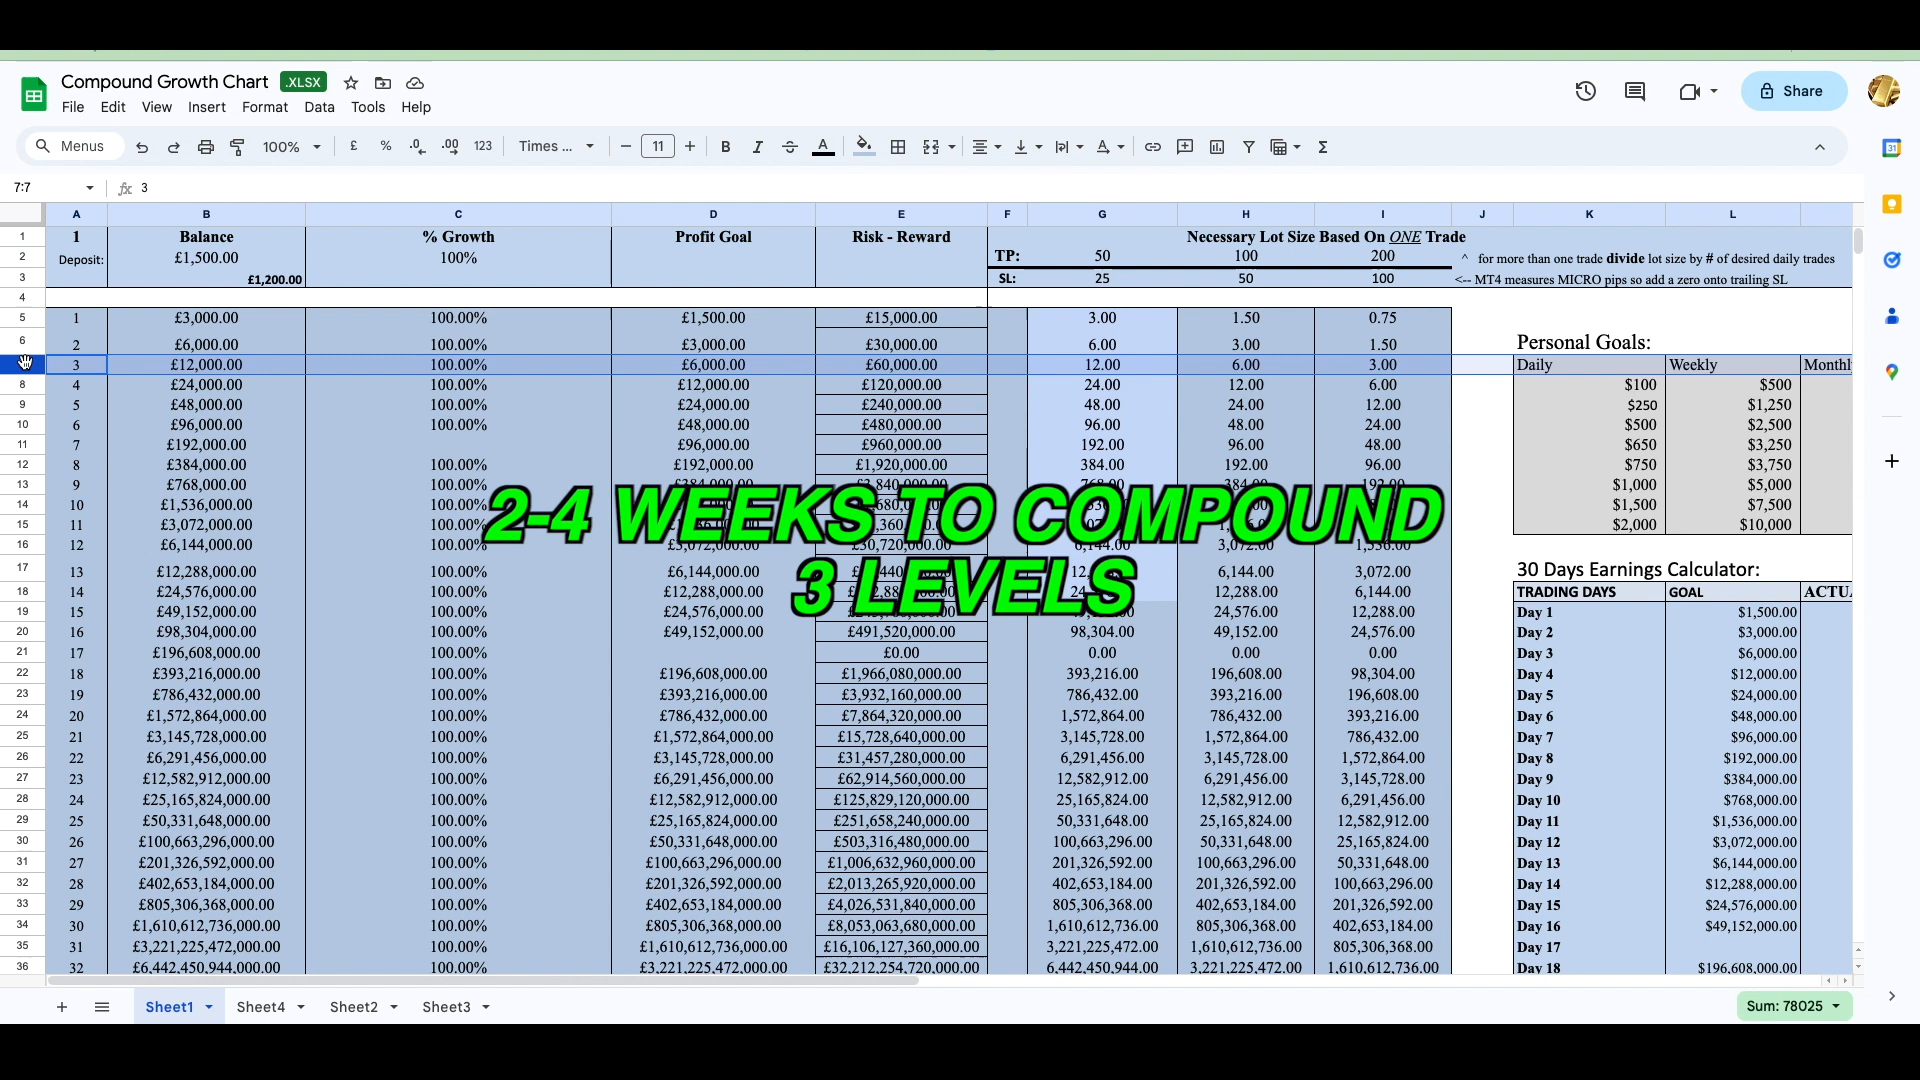 Compound Growth Chart .XLSX
File Edit View Insert Format Data Tools Help
Share
Menus 100% £ % .0 .00 123 Times ... 11 B I A
7:7 fx 3
A B C D E F G H I J K L
1 1 Balance % Growth Profit Goal Risk - Reward Necessary Lot Size Based On ONE Trade
2 Deposit: £1,500.00 100% TP: 50 100 200 ^ for more than one trade divide lot size by # of desired daily trades
3 £1,200.00 SL: 25 50 100 <-- MT4 measures MICRO pips so add a zero onto trailing SL
4
5 1 £3,000.00 100.00% £1,500.00 £15,000.00 3.00 1.50 0.75
6 2 £6,000.00 100.00% £3,000.00 £30,000.00 6.00 3.00 1.50 Personal Goals:
3 £12,000.00 100.00% £6,000.00 £60,000.00 12.00 6.00 3.00 Daily Weekly Monthl
8 4 £24,000.00 100.00% £12,000.00 £120,000.00 24.00 12.00 6.00 $100 $500
9 5 £48,000.00 100.00% £24,000.00 £240,000.00 48.00 24.00 12.00 $250 $1,250
10 6 £96,000.00 100.00% £48,000.00 £480,000.00 96.00 48.00 24.00 $500 $2,500
11 7 £192,000.00 £96,000.00 £960,000.00 192.00 96.00 48.00 $650 $3,250
12 8 £384,000.00 100.00% £192,000.00 £1,920,000.00 384.00 192.00 96.00 $750 $3,750
13 9 £768,000.00 100.00% $1,000 $5,000
14 10 £1,536,000.00 100.00% $1,500 $7,500
15 11 £3,072,000.00 100.00% $2,000 $10,000
2-4 WEEKS TO COMPOUND
3 LEVELS
16 12 £6,144,000.00 100.00% £3,072,000.00 £30,720,000.00 6,144.00 3,072.00 1,536.00
17 13 £12,288,000.00 100.00% £6,144,000.00 6,144.00 3,072.00 30 Days Earnings Calculator:
18 14 £24,576,000.00 100.00% £12,288,000.00 12,288.00 6,144.00 TRADING DAYS GOAL ACTUA
19 15 £49,152,000.00 100.00% £24,576,000.00 24,576.00 12,288.00 Day 1 $1,500.00
20 16 £98,304,000.00 100.00% £49,152,000.00 £491,520,000.00 98,304.00 49,152.00 24,576.00 Day 2 $3,000.00
21 17 £196,608,000.00 100.00% £0.00 0.00 0.00 0.00 Day 3 $6,000.00
22 18 £393,216,000.00 100.00% £196,608,000.00 £1,966,080,000.00 393,216.00 196,608.00 98,304.00 Day 4 $12,000.00
23 19 £786,432,000.00 100.00% £393,216,000.00 £3,932,160,000.00 786,432.00 393,216.00 196,608.00 Day 5 $24,000.00
24 20 £1,572,864,000.00 100.00% £786,432,000.00 £7,864,320,000.00 1,572,864.00 786,432.00 393,216.00 Day 6 $48,000.00
25 21 £3,145,728,000.00 100.00% £1,572,864,000.00 £15,728,640,000.00 3,145,728.00 1,572,864.00 786,432.00 Day 7 $96,000.00
26 22 £6,291,456,000.00 100.00% £3,145,728,000.00 £31,457,280,000.00 6,291,456.00 3,145,728.00 1,572,864.00 Day 8 $192,000.00
27 23 £12,582,912,000.00 100.00% £6,291,456,000.00 £62,914,560,000.00 12,582,912.00 6,291,456.00 3,145,728.00 Day 9 $384,000.00
28 24 £25,165,824,000.00 100.00% £12,582,912,000.00 £125,829,120,000.00 25,165,824.00 12,582,912.00 6,291,456.00 Day 10 $768,000.00
29 25 £50,331,648,000.00 100.00% £25,165,824,000.00 £251,658,240,000.00 50,331,648.00 25,165,824.00 12,582,912.00 Day 11 $1,536,000.00
30 26 £100,663,296,000.00 100.00% £50,331,648,000.00 £503,316,480,000.00 100,663,296.00 50,331,648.00 25,165,824.00 Day 12 $3,072,000.00
31 27 £201,326,592,000.00 100.00% £100,663,296,000.00 £1,006,632,960,000.00 201,326,592.00 100,663,296.00 50,331,648.00 Day 13 $6,144,000.00
32 28 £402,653,184,000.00 100.00% £201,326,592,000.00 £2,013,265,920,000.00 402,653,184.00 201,326,592.00 100,663,296.00 Day 14 $12,288,000.00
33 29 £805,306,368,000.00 100.00% £402,653,184,000.00 £4,026,531,840,000.00 805,306,368.00 402,653,184.00 201,326,592.00 Day 15 $24,576,000.00
34 30 £1,610,612,736,000.00 100.00% £805,306,368,000.00 £8,053,063,680,000.00 1,610,612,736.00 805,306,368.00 402,653,184.00 Day 16 $49,152,000.00
35 31 £3,221,225,472,000.00 100.00% £1,610,612,736,000.00 £16,106,127,360,000.00 3,221,225,472.00 1,610,612,736.00 805,306,368.00 Day 17
36 32 £6,442,450,944,000.00 100.00% £3,221,225,472,000.00 £32,212,254,720,000.00 6,442,450,944.00 3,221,225,472.00 1,610,612,736.00 Day 18 $196,608,000.00
Sheet1 Sheet4 Sheet2 Sheet3 Sum: 78025